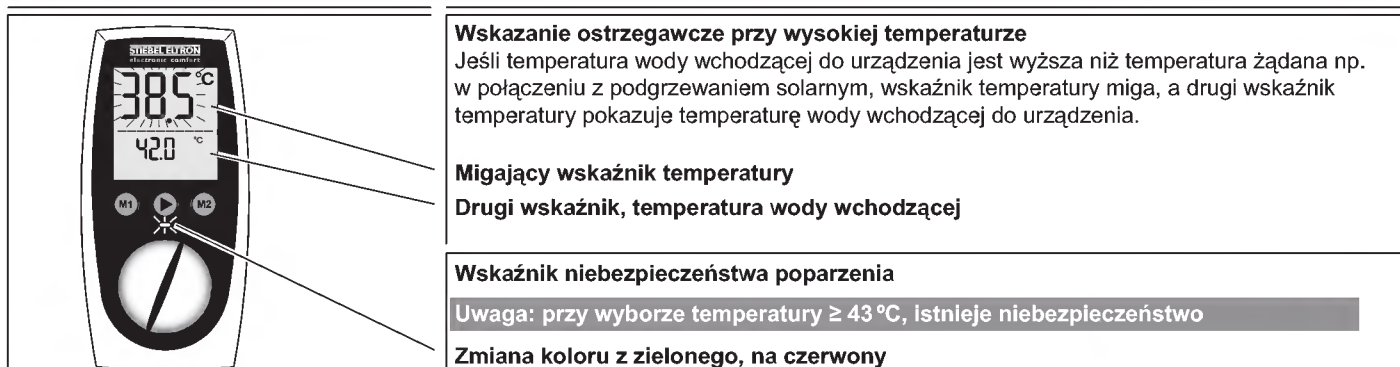 STIEBEL ELTRON
electronic comfort
38.5 °C
42.0 °C
M1 M2
Wskazanie ostrzegawcze przy wysokiej temperaturze
Jeśli temperatura wody wchodzącej do urządzenia jest wyższa niż temperatura żądana np.
w połączeniu z podgrzewaniem solarnym, wskaźnik temperatury miga, a drugi wskaźnik
temperatury pokazuje temperaturę wody wchodzącej do urządzenia.
Migający wskaźnik temperatury
Drugi wskaźnik, temperatura wody wchodzącej
Wskaźnik niebezpieczeństwa poparzenia
Uwaga: przy wyborze temperatury ≥ 43 ºC, istnieje niebezpieczeństwo
Zmiana koloru z zielonego, na czerwony